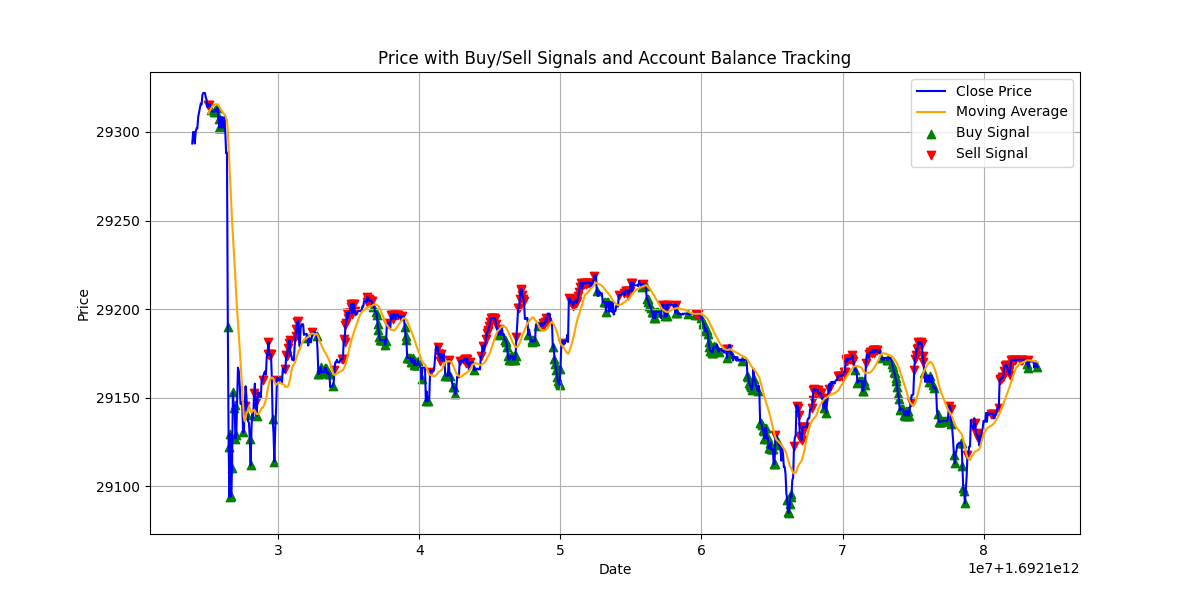 Price with Buy/Sell Signals and Account Balance Tracking
Close Price
Moving Average
Buy Signal
Sell Signal
29300
29250
29200
29150
29100
Price
3 4 5 6 7 8
Date
1e7+1.6921e12